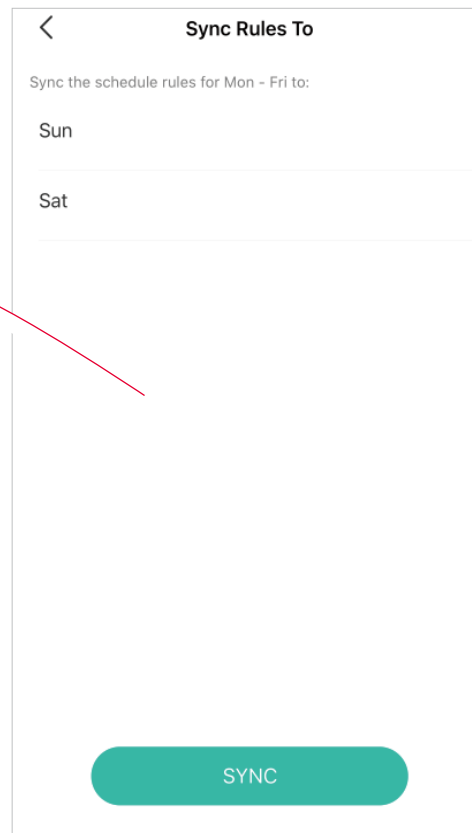 Sync Rules To
Sync the schedule rules for Mon - Fri to:
Sun
Sat
SYNC